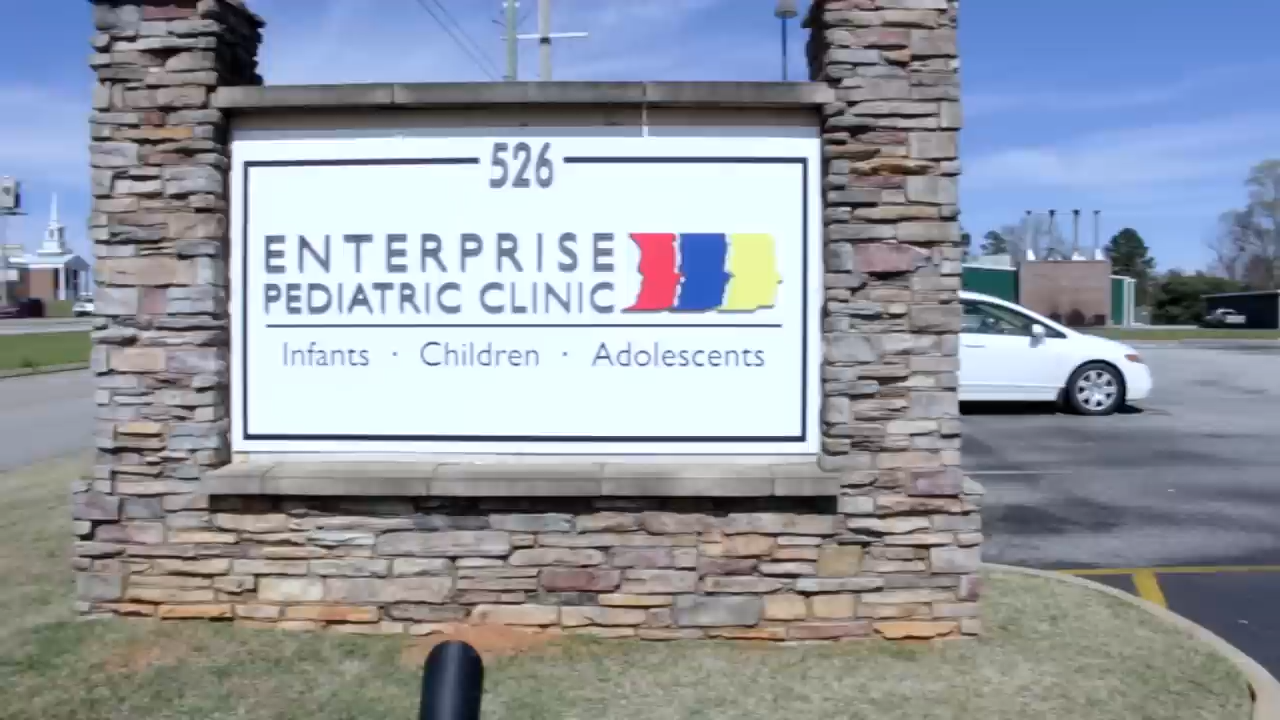 526
ENTERPRISE
PEDIATRIC CLINIC
Infants · Children · Adolescents